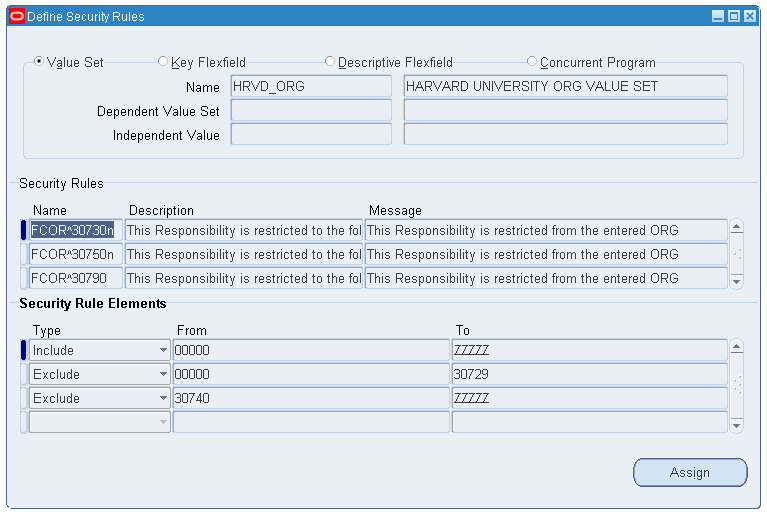 Define Security Rules
Value Set Key Flexfield Descriptive Flexfield Concurrent Program
Name HRVD_ORG HARVARD UNIVERSITY ORG VALUE SET
Dependent Value Set
Independent Value
Security Rules
Name Description Message
FCOR^30730n This Responsibility is restricted to the fol This Responsibility is restricted from the entered ORG
FCOR^30750n This Responsibility is restricted to the fol This Responsibility is restricted from the entered ORG
FCOR^30790 This Responsibility is restricted to the fol This Responsibility is restricted from the entered ORG
Security Rule Elements
Type From To
Include 00000 ZZZZZ
Exclude 00000 30729
Exclude 30740 ZZZZZ
Assign